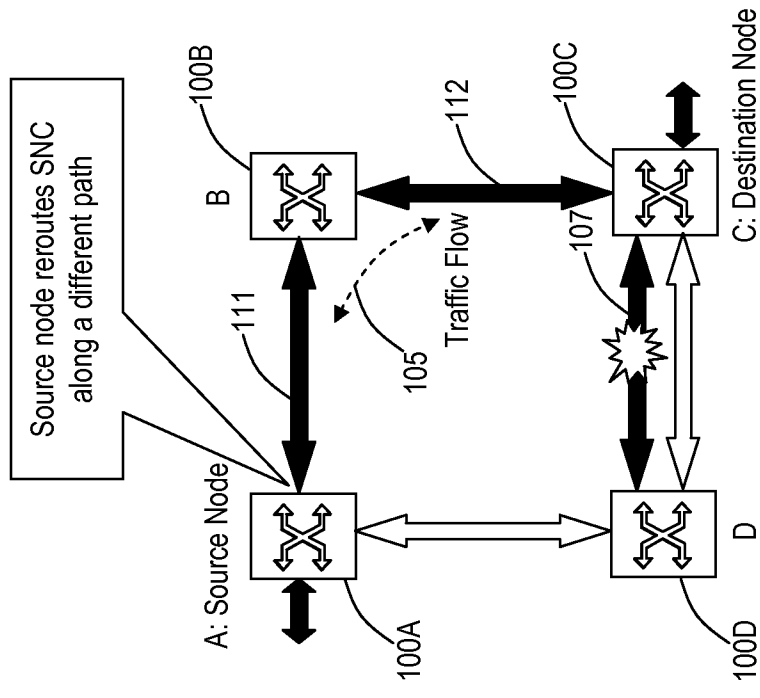 Source node reroutes SNC
along a different path
100B
B
100C
C: Destination Node
112
111
105
Traffic Flow
107
A: Source Node
100A
D
100D